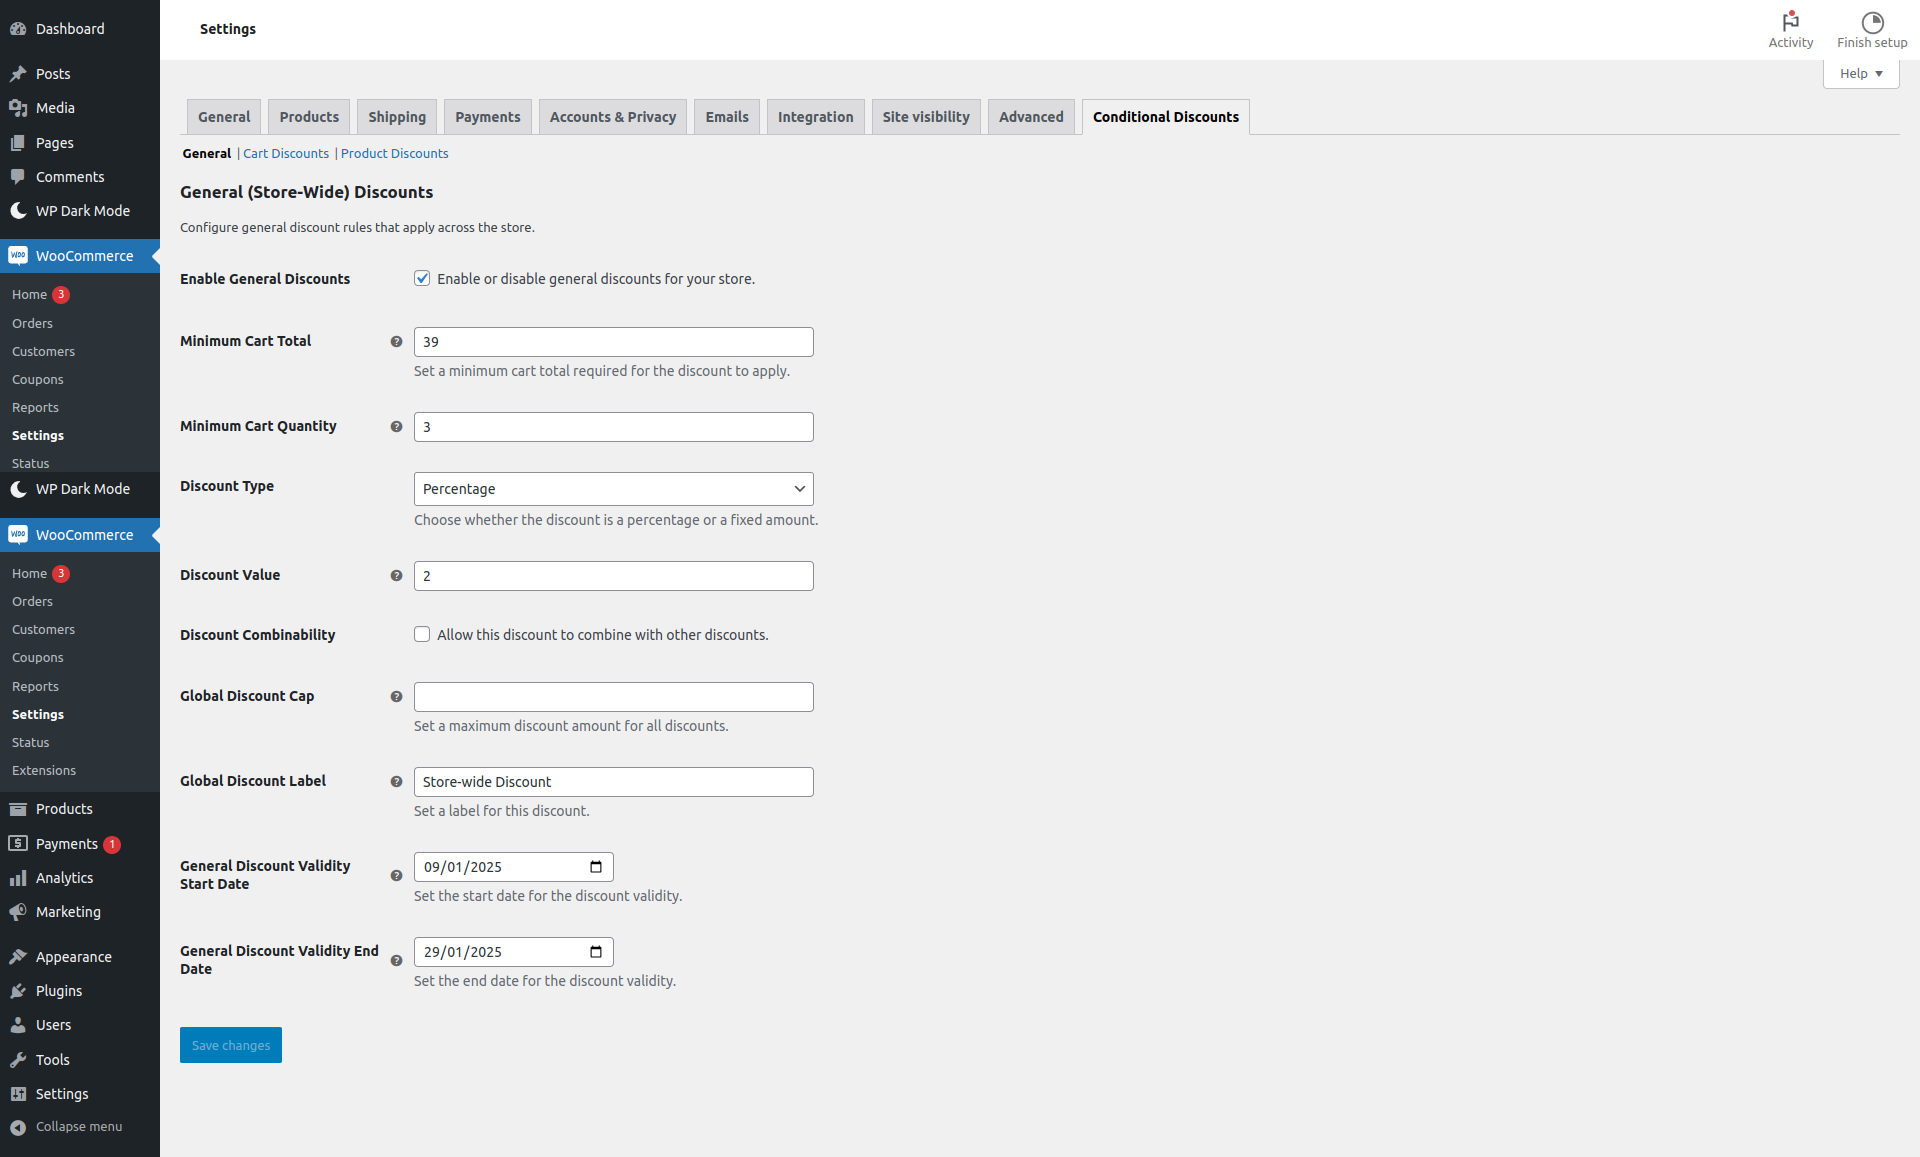 Dashboard
Posts
Media
Pages
Comments
WP Dark Mode
Woo WooCommerce
Home 3
Orders
Customers
Coupons
Reports
Settings
Status
WP Dark Mode
Woo WooCommerce
Home 3
Orders
Customers
Coupons
Reports
Settings
Status
Extensions
Products
Payments 1
Analytics
Marketing
Appearance
Plugins
Users
Tools
Settings
Collapse menu
Settings
Activity
Finish setup
Help
General
Products
Shipping
Payments
Accounts & Privacy
Emails
Integration
Site visibility
Advanced
Conditional Discounts
General | Cart Discounts | Product Discounts
General (Store-Wide) Discounts
Configure general discount rules that apply across the store.
Enable General Discounts
Enable or disable general discounts for your store.
Minimum Cart Total
?
39
Set a minimum cart total required for the discount to apply.
Minimum Cart Quantity
?
3
Discount Type
Percentage
Choose whether the discount is a percentage or a fixed amount.
Discount Value
?
2
Discount Combinability
Allow this discount to combine with other discounts.
Global Discount Cap
?
Set a maximum discount amount for all discounts.
Global Discount Label
?
Store-wide Discount
Set a label for this discount.
General Discount Validity
Start Date
?
09/01/2025
Set the start date for the discount validity.
General Discount Validity End
Date
?
29/01/2025
Set the end date for the discount validity.
Save changes